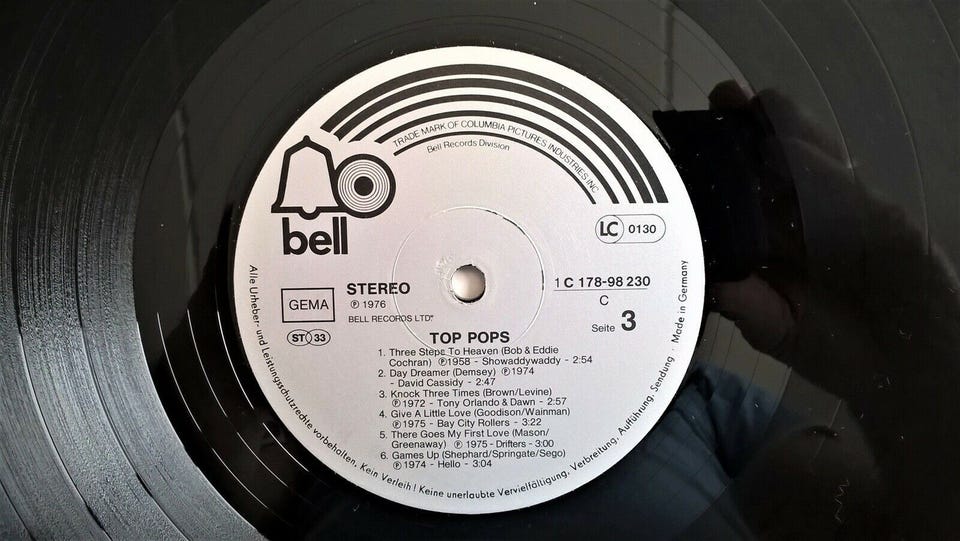 TRADE MARK OF COLUMBIA PICTURES INDUSTRIES INC
Bell Records Division
bell
LC 0130
GEMA
STEREO
℗ 1976
BELL RECORDS LTD"
ST 33
1 C 178-98 230
C
Seite 3
TOP POPS
1. Three Steps To Heaven (Bob & Eddie
Cochran) ℗ 1958 - Showaddywaddy - 2:54
2. Day Dreamer (Demsey) ℗ 1974
- David Cassidy - 2:47
3. Knock Three Times (Brown/Levine)
℗ 1972 - Tony Orlando & Dawn - 2:57
4. Give A Little Love (Goodison/Wainman)
℗ 1975 - Bay City Rollers - 3:22
5. There Goes My First Love (Mason/
Greenaway) ℗ 1975 - Drifters - 3:00
6. Games Up (Shephard/Springate/Sego)
℗ 1974 - Hello - 3:04
Alle Urheber- und Leistungsschutzrechte vorbehalten. Kein Verleih! Keine unerlaubte Vervielfältigung, Verbreitung, Aufführung, Sendung. Made in Germany